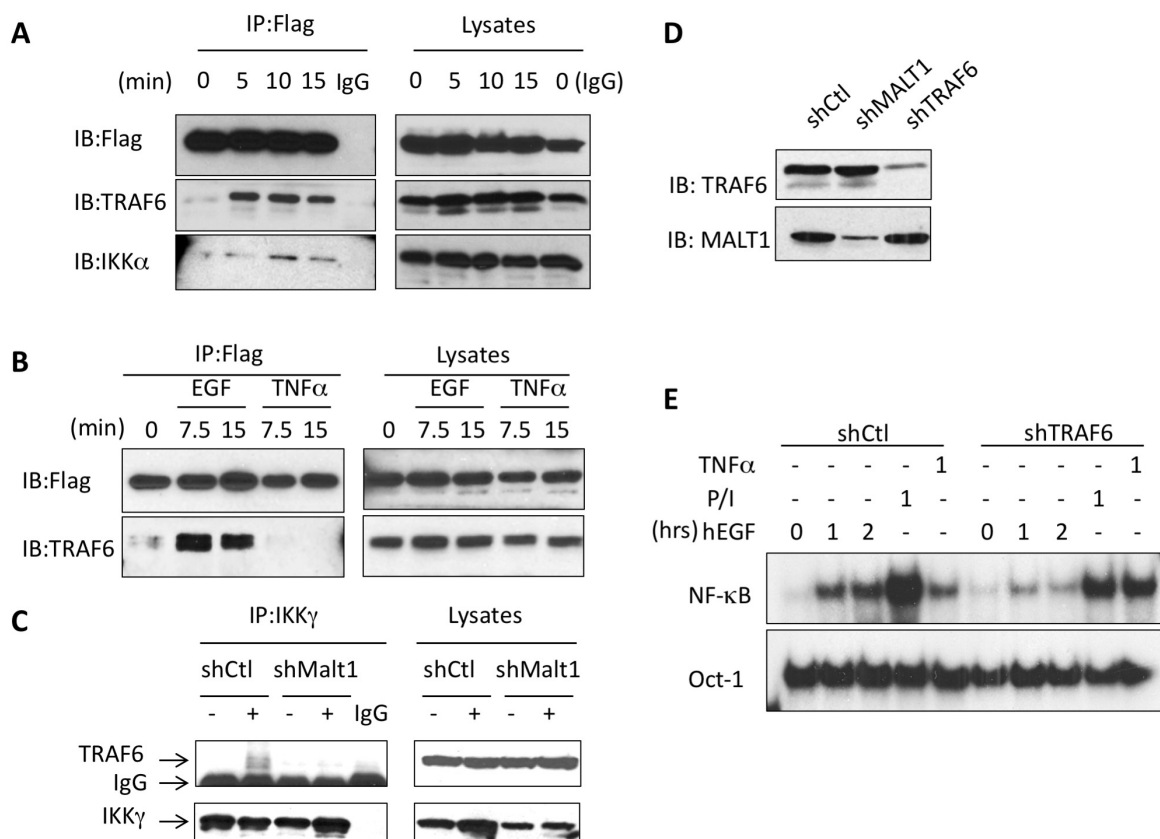 A
IP:Flag
Lysates
(min) 0 5 10 15 IgG
0 5 10 15 0 (IgG)
IB:Flag
IB:TRAF6
IB:IKKα
B
IP:Flag
Lysates
EGF TNFα
EGF TNFα
(min) 0 7.5 15 7.5 15
0 7.5 15 7.5 15
IB:Flag
IB:TRAF6
C
IP:IKKγ
Lysates
shCtl shMalt1
shCtl shMalt1
- + - + IgG
- + - +
TRAF6
IgG
IKKγ
D
shCtl
shMALT1
shTRAF6
IB: TRAF6
IB: MALT1
E
shCtl
shTRAF6
TNFα - - - - 1 - - - - 1
P/I - - - 1 - - - - 1 -
(hrs) hEGF 0 1 2 - - 0 1 2 - -
NF-κB
Oct-1